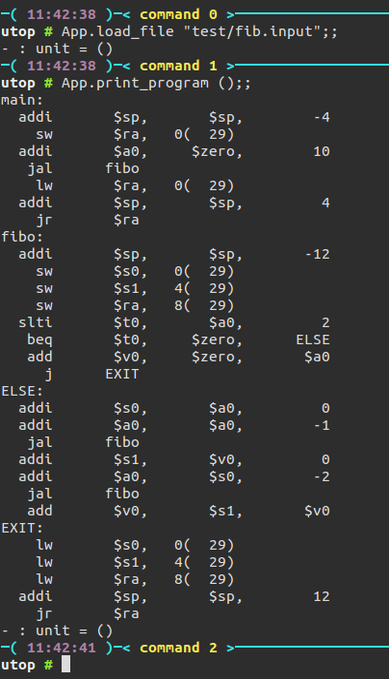 ─( 11:42:38 )─< command 0 >─
utop # App.load_file "test/fib.input";;
- : unit = ()
─( 11:42:38 )─< command 1 >─
utop # App.print_program ();;
main:
  addi       $sp,       $sp,        -4
    sw       $ra,   0(  29)
  addi       $a0,     $zero,        10
   jal      fibo
    lw       $ra,   0(  29)
  addi       $sp,       $sp,         4
    jr       $ra
fibo:
  addi       $sp,       $sp,       -12
    sw       $s0,   0(  29)
    sw       $s1,   4(  29)
    sw       $ra,   8(  29)
  slti       $t0,       $a0,         2
   beq       $t0,     $zero,      ELSE
   add       $v0,     $zero,       $a0
     j      EXIT
ELSE:
  addi       $s0,       $a0,         0
  addi       $a0,       $a0,        -1
   jal      fibo
  addi       $s1,       $v0,         0
  addi       $a0,       $s0,        -2
   jal      fibo
   add       $v0,       $s1,       $v0
EXIT:
    lw       $s0,   0(  29)
    lw       $s1,   4(  29)
    lw       $ra,   8(  29)
  addi       $sp,       $sp,        12
    jr       $ra
- : unit = ()
─( 11:42:41 )─< command 2 >─
utop #